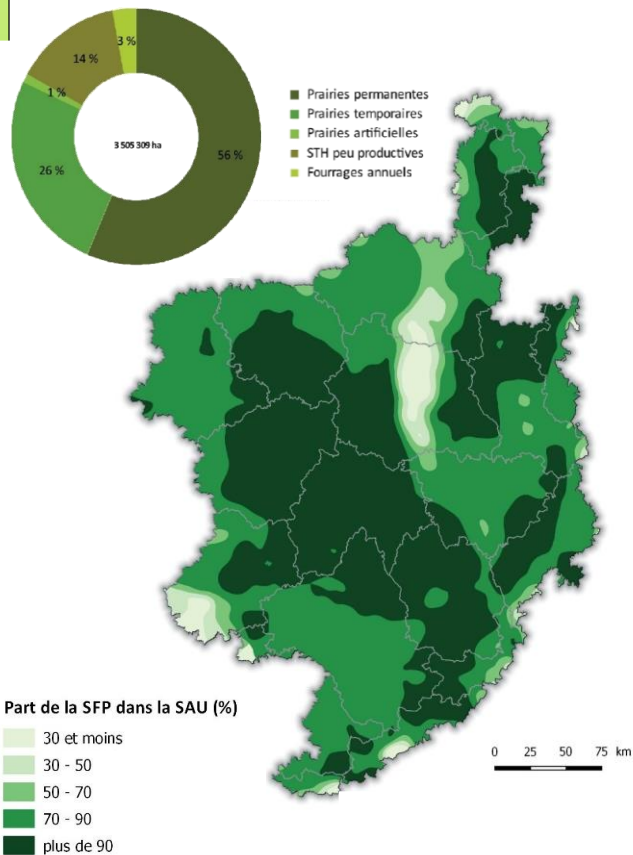 3 %
14 %
1 %
3 505 309 ha
26 %
56 %
Prairies permanentes
Prairies temporaires
Prairies artificielles
STH peu productives
Fourrages annuels
Part de la SFP dans la SAU (%)
30 et moins
30 - 50
50 - 70
70 - 90
plus de 90
0 25 50 75 km